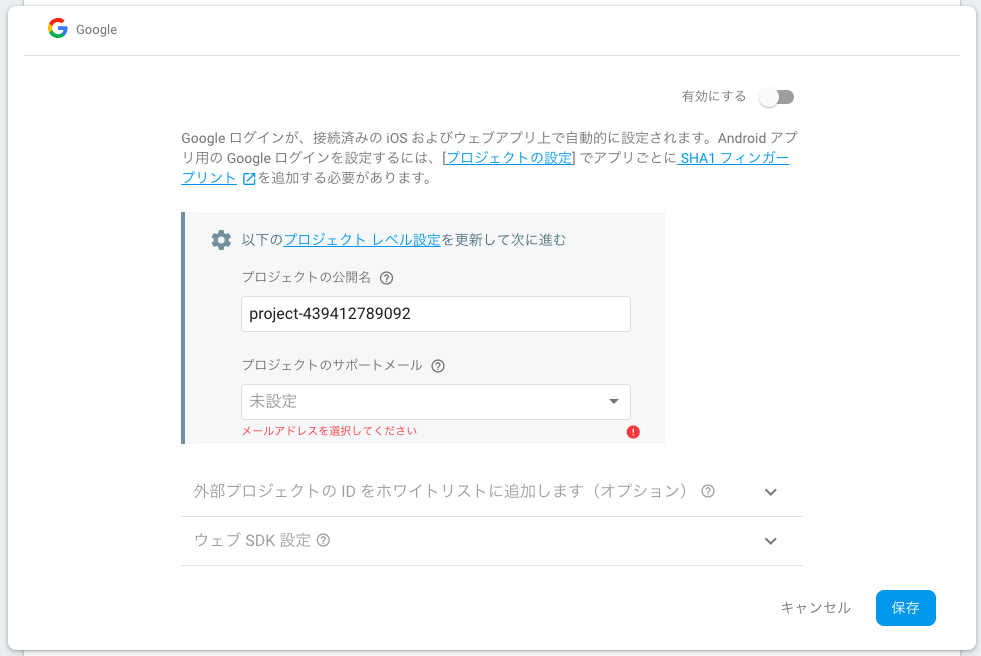 Google
有効にする
Google ログインが、接続済みの iOS およびウェブアプリ上で自動的に設定されます。Android アプ
リ用の Google ログインを設定するには、[プロジェクトの設定] でアプリごとに SHA1 フィンガー
プリント を追加する必要があります。
以下のプロジェクト レベル設定を更新して次に進む
プロジェクトの公開名
project-439412789092
プロジェクトのサポートメール
未設定
メールアドレスを選択してください
外部プロジェクトの ID をホワイトリストに追加します（オプション）
ウェブ SDK 設定
キャンセル
保存